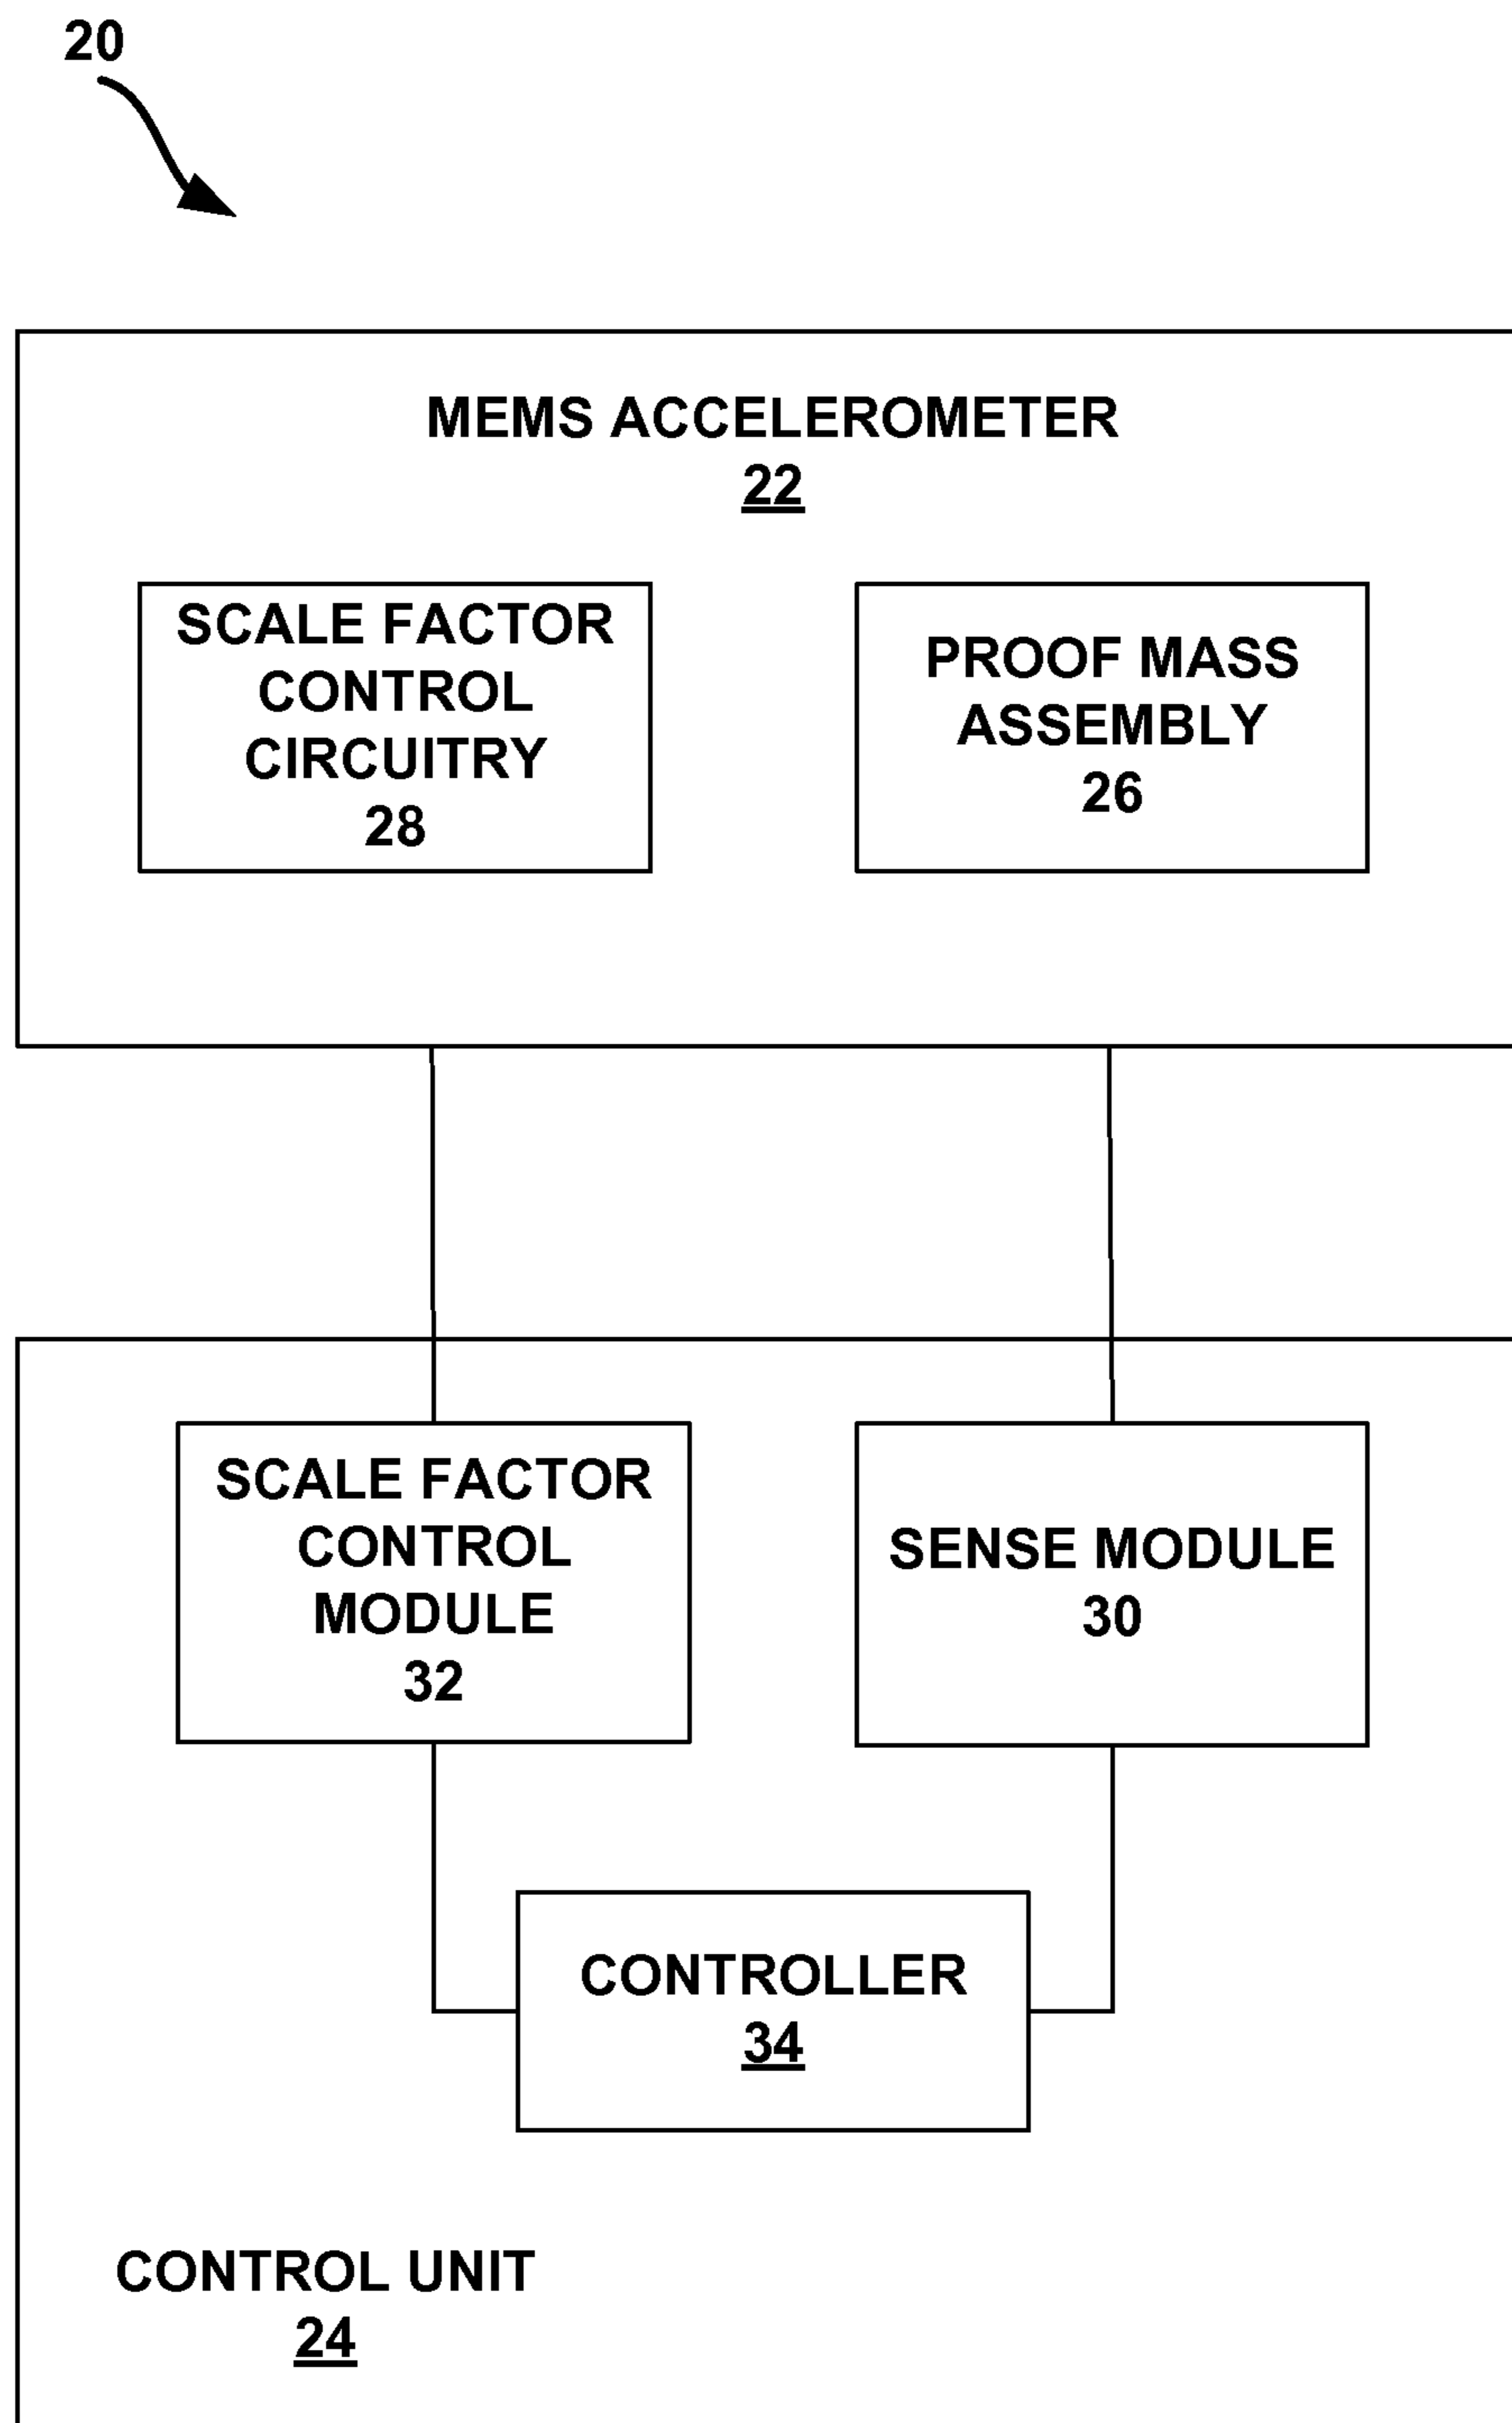 20
MEMS ACCELEROMETER
22
SCALE FACTOR
CONTROL
CIRCUITRY
28
PROOF MASS
ASSEMBLY
26
SCALE FACTOR
CONTROL
MODULE
32
SENSE MODULE
30
CONTROLLER
34
CONTROL UNIT
24